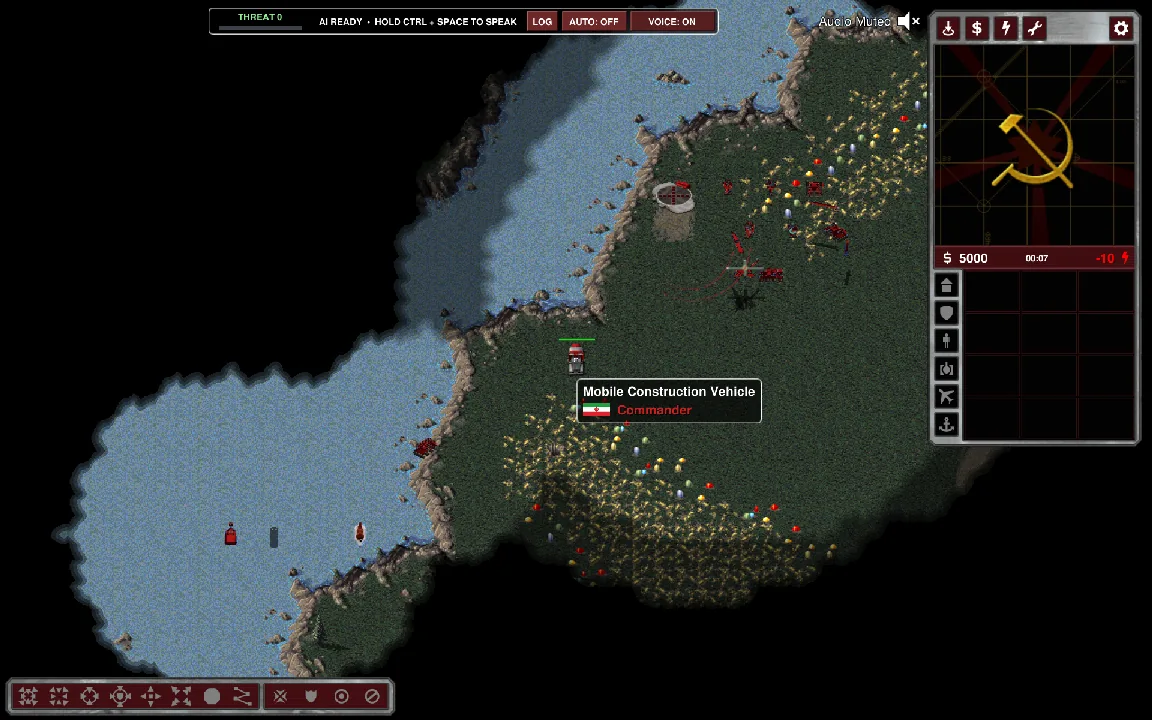 THREAT 0
AI READY • HOLD CTRL + SPACE TO SPEAK
LOG
AUTO: OFF
VOICE: ON
Audio Muted
$ 5000
00:07
-10
Mobile Construction Vehicle
Commander